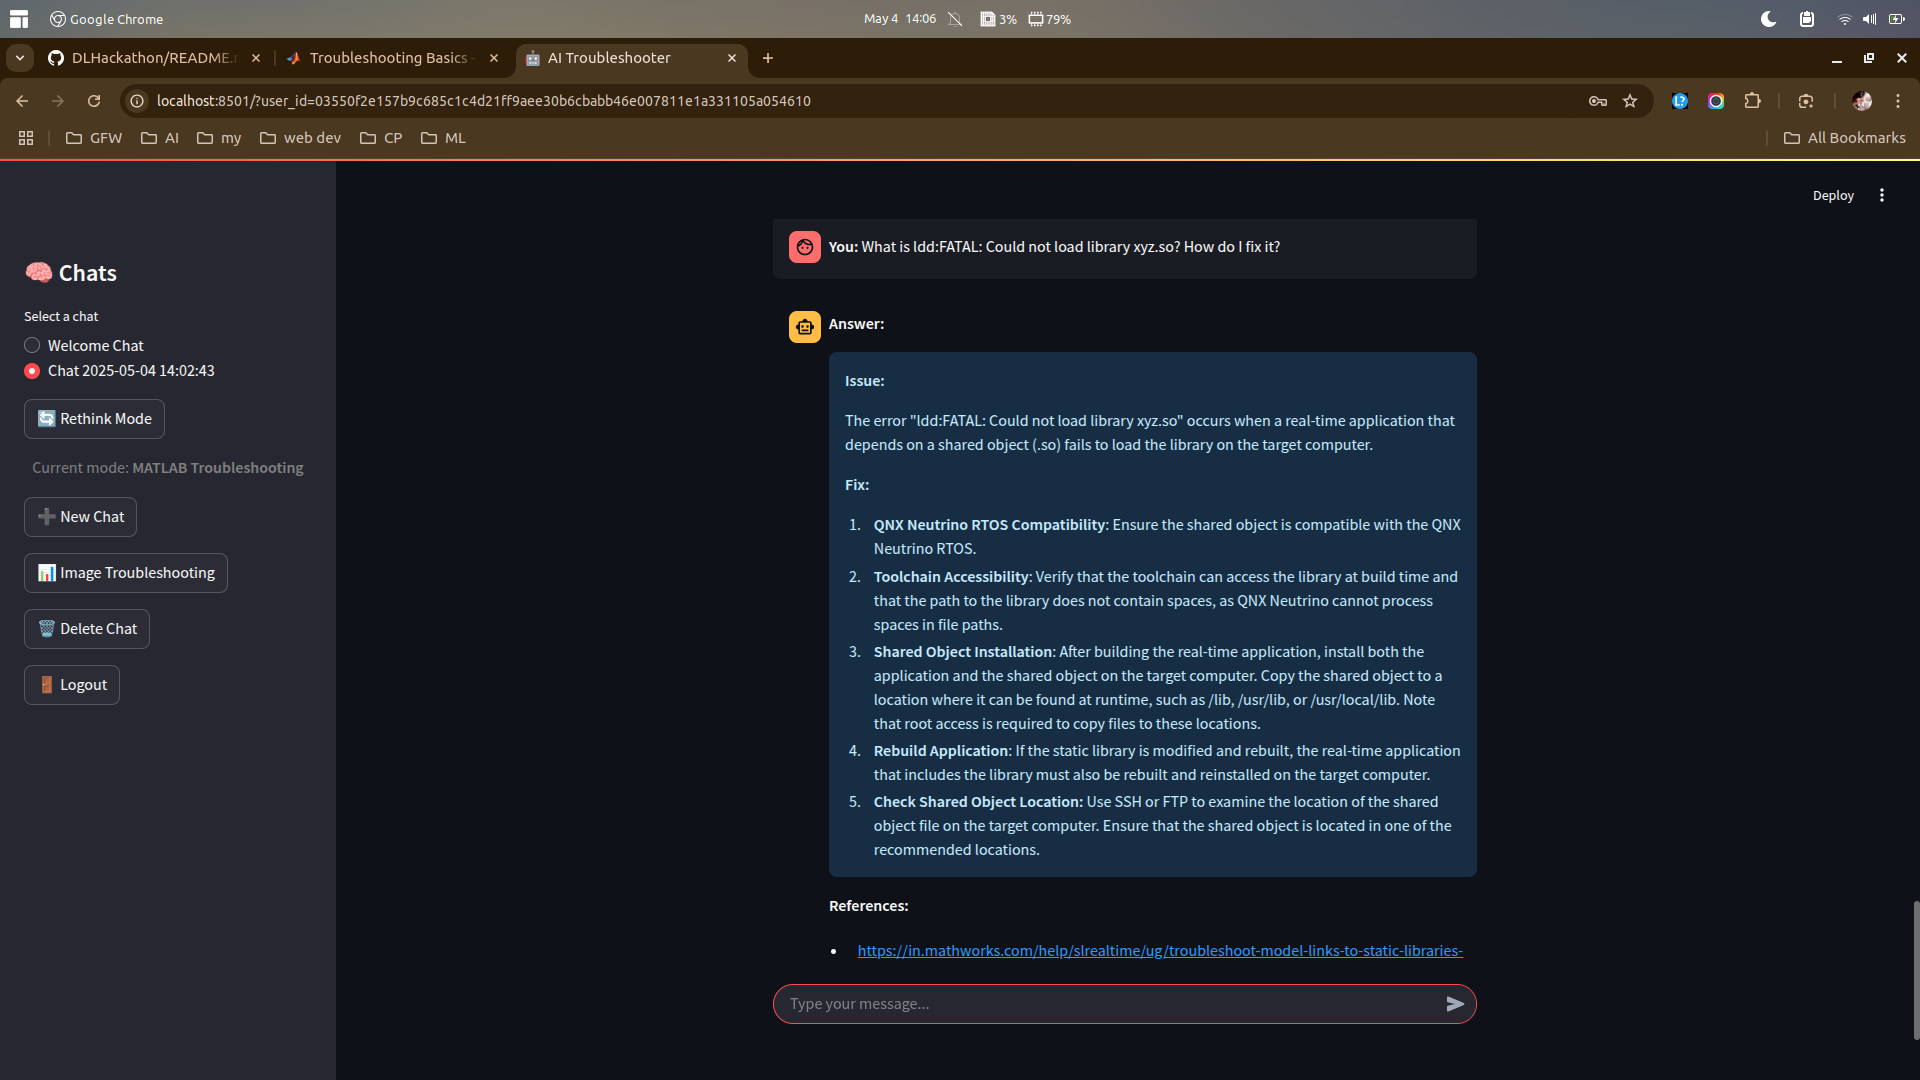 Google Chrome
May 4 14:06
3%
79%
DLHackathon/README.
Troubleshooting Basics
AI Troubleshooter
localhost:8501/?user_id=03550f2e157b9c685c1c4d21ff9aee30b6cbabb46e007811e1a331105a054610
GFW
AI
my
web dev
CP
ML
All Bookmarks
Deploy
Chats
Select a chat
Welcome Chat
Chat 2025-05-04 14:02:43
Rethink Mode
Current mode: MATLAB Troubleshooting
New Chat
Image Troubleshooting
Delete Chat
Logout
You: What is ldd:FATAL: Could not load library xyz.so? How do I fix it?
Answer:
Issue:
The error "ldd:FATAL: Could not load library xyz.so" occurs when a real-time application that
depends on a shared object (.so) fails to load the library on the target computer.
Fix:
1. QNX Neutrino RTOS Compatibility: Ensure the shared object is compatible with the QNX
Neutrino RTOS.
2. Toolchain Accessibility: Verify that the toolchain can access the library at build time and
that the path to the library does not contain spaces, as QNX Neutrino cannot process
spaces in file paths.
3. Shared Object Installation: After building the real-time application, install both the
application and the shared object on the target computer. Copy the shared object to a
location where it can be found at runtime, such as /lib, /usr/lib, or /usr/local/lib. Note
that root access is required to copy files to these locations.
4. Rebuild Application: If the static library is modified and rebuilt, the real-time application
that includes the library must also be rebuilt and reinstalled on the target computer.
5. Check Shared Object Location: Use SSH or FTP to examine the location of the shared
object file on the target computer. Ensure that the shared object is located in one of the
recommended locations.
References:
• https://in.mathworks.com/help/slrealtime/ug/troubleshoot-model-links-to-static-libraries-
Type your message...